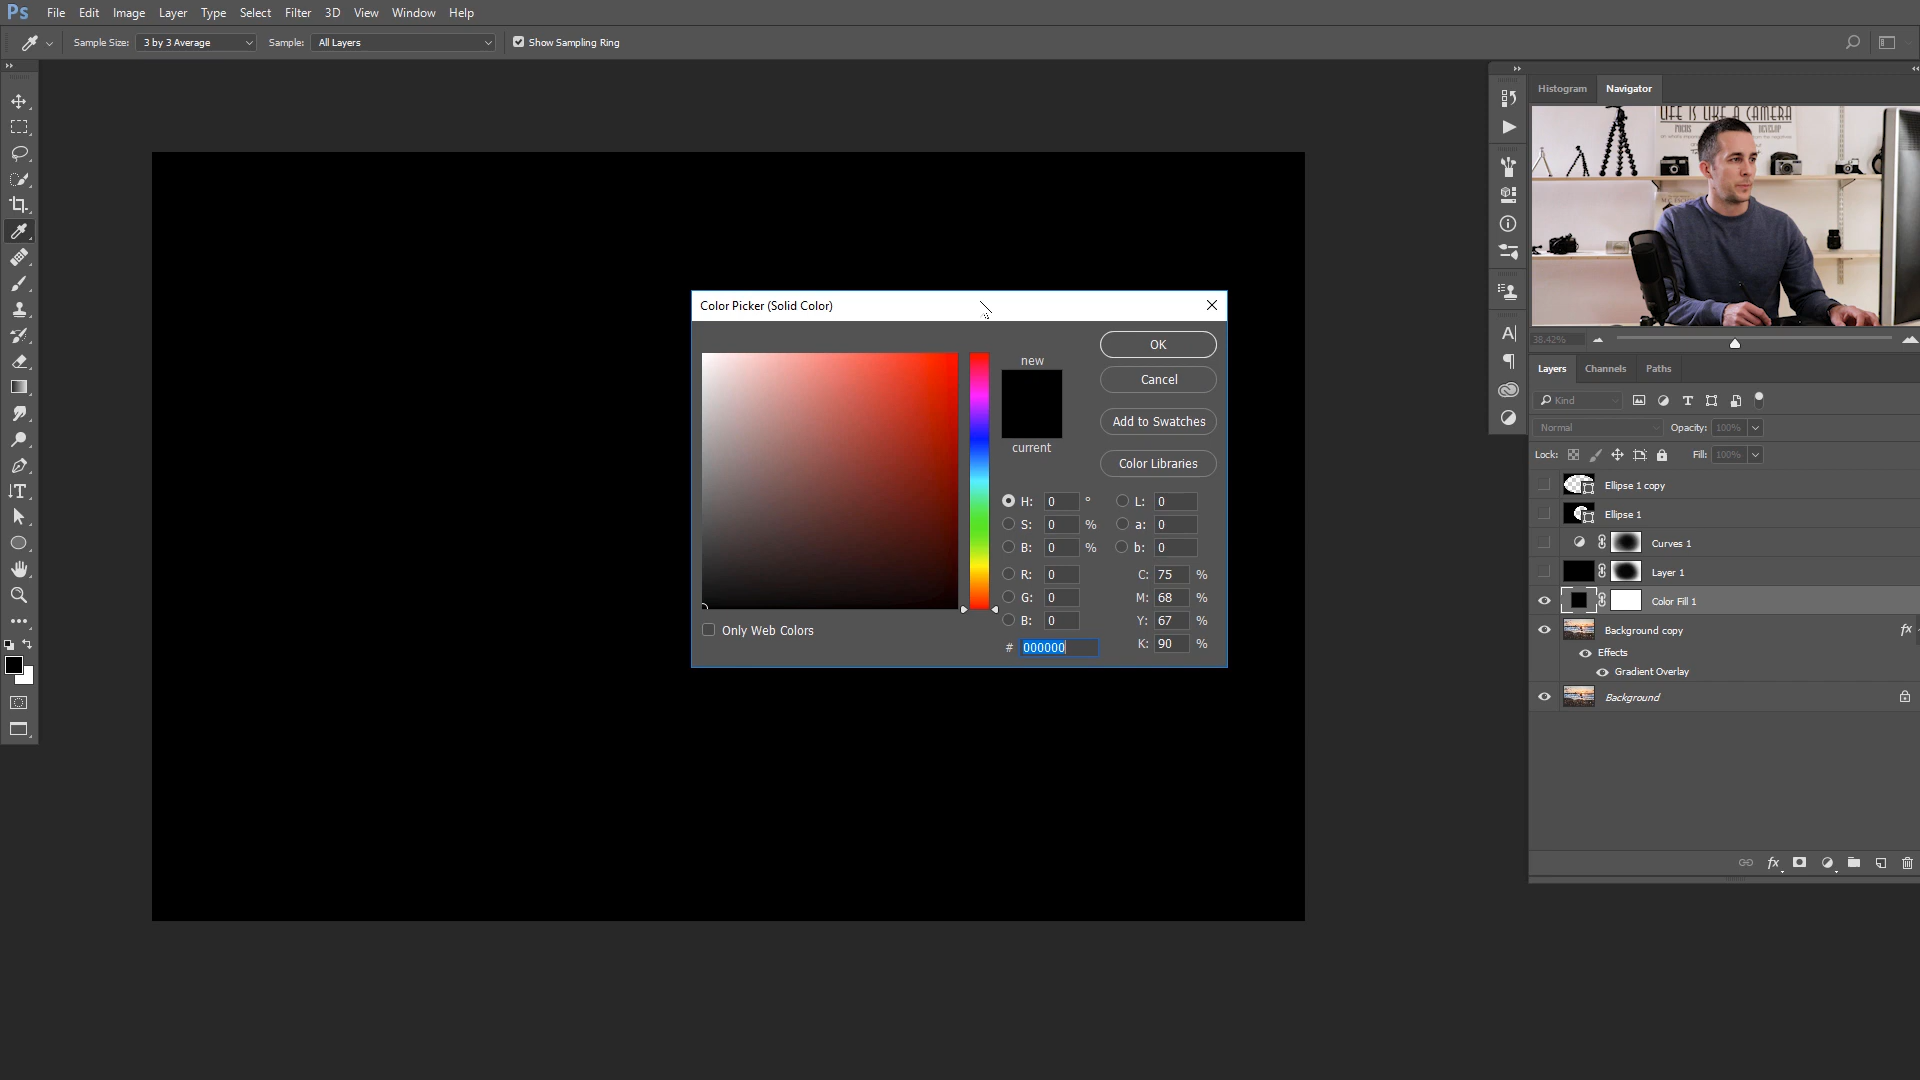 Ps File Edit Image Layer Type Select Filter 3D View Window Help
Sample Size: 3 by 3 Average Sample: All Layers Show Sampling Ring
Histogram Navigator
LIFE IS LIKE A CAMERA
FOCUS DEVELOP
38.42%
Color Picker (Solid Color)
new
current
OK
Cancel
Add to Swatches
Color Libraries
H: 0 °
S: 0 %
B: 0 %
R: 0
G: 0
B: 0
# 000000
L: 0
a: 0
b: 0
C: 75 %
M: 68 %
Y: 67 %
K: 90 %
Only Web Colors
Layers Channels Paths
Kind
Normal Opacity: 100%
Lock: Fill: 100%
Ellipse 1 copy
Ellipse 1
Curves 1
Layer 1
Color Fill 1
Background copy fx
Effects
Gradient Overlay
Background
fx